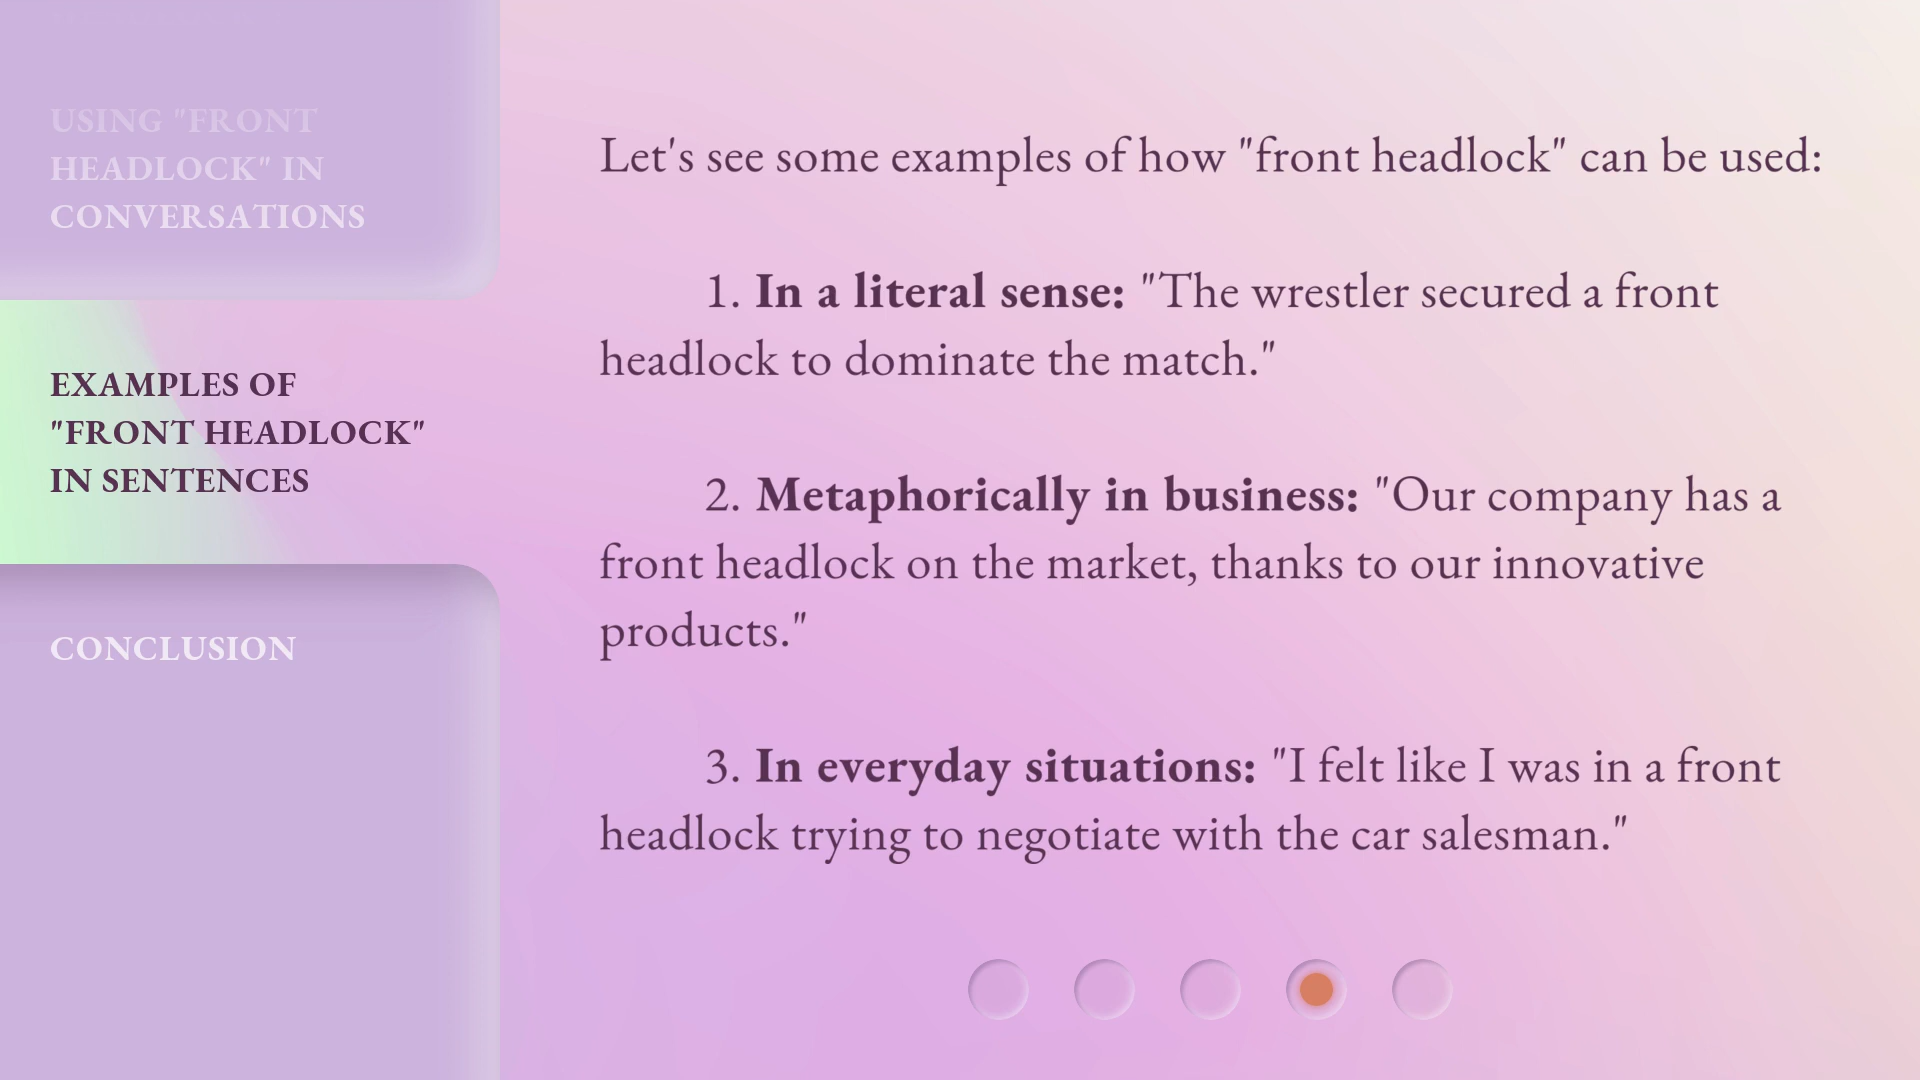 USING "FRONT
HEADLOCK" IN
CONVERSATIONS
EXAMPLES OF
"FRONT HEADLOCK"
IN SENTENCES
CONCLUSION
Let's see some examples of how "front headlock" can be used:
1. In a literal sense: "The wrestler secured a front
headlock to dominate the match."
2. Metaphorically in business: "Our company has a
front headlock on the market, thanks to our innovative
products."
3. In everyday situations: "I felt like I was in a front
headlock trying to negotiate with the car salesman."